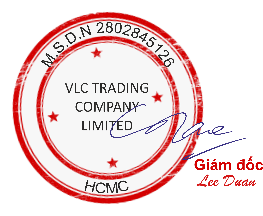 M.S.D.N 2802845126
VLC TRADING
COMPANY
LIMITED
HCMC
Giám đốc
Lee Duan